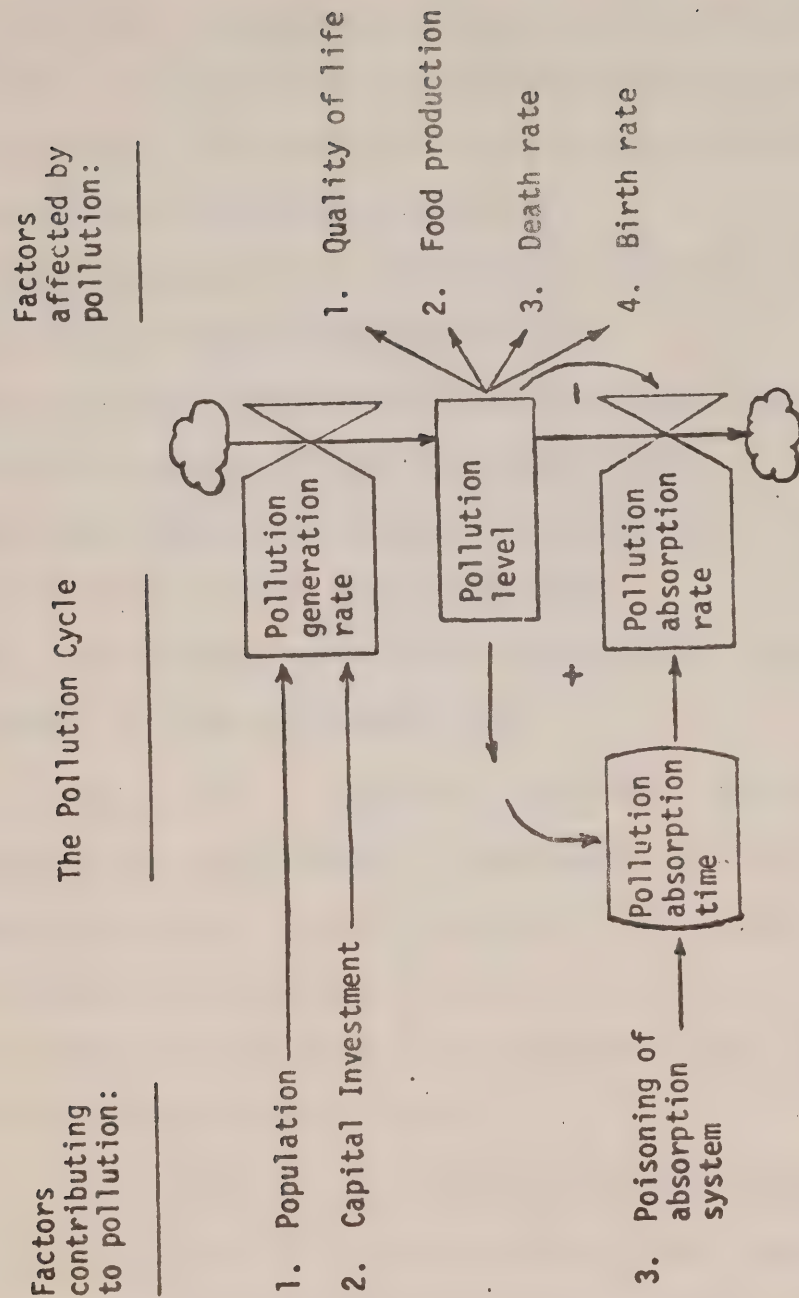 Factors
contributing
to pollution:
The Pollution Cycle
Factors
affected by
pollution:
1. Population
2. Capital Investment
3. Poisoning of
absorption
system
Pollution
generation
rate
Pollution
level
+
-
Pollution
absorption
time
Pollution
absorption
rate
1. Quality of life
2. Food production
3. Death rate
4. Birth rate